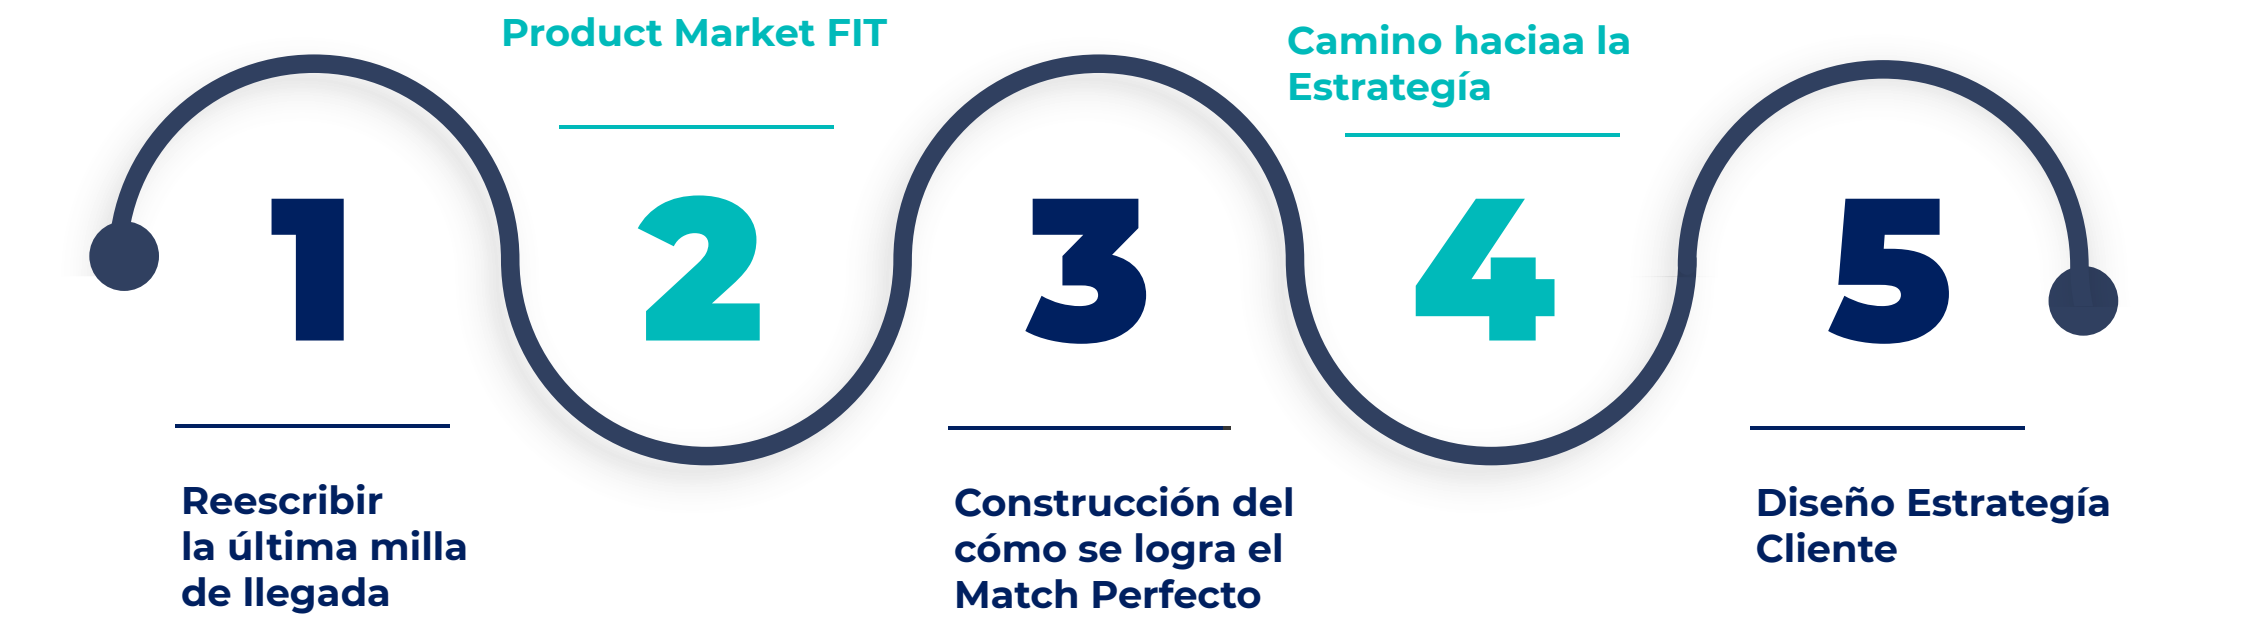 Product Market FIT
Camino haciaa la
Estrategía
1
2
3
4
5
Reescribir
la última milla
de llegada
Construcción del
cómo se logra el
Match Perfecto
Diseño Estrategía
Cliente